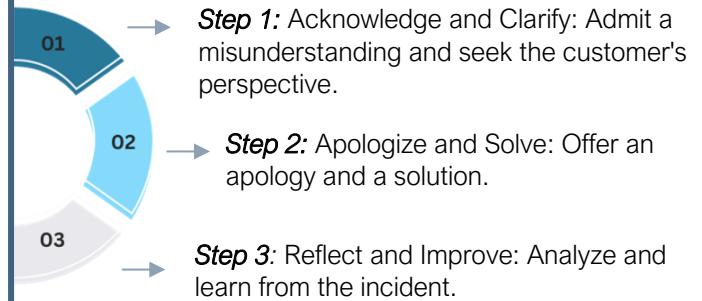 01
Step 1: Acknowledge and Clarify: Admit a
misunderstanding and seek the customer's
perspective.
02
Step 2: Apologize and Solve: Offer an
apology and a solution.
03
Step 3: Reflect and Improve: Analyze and
learn from the incident.